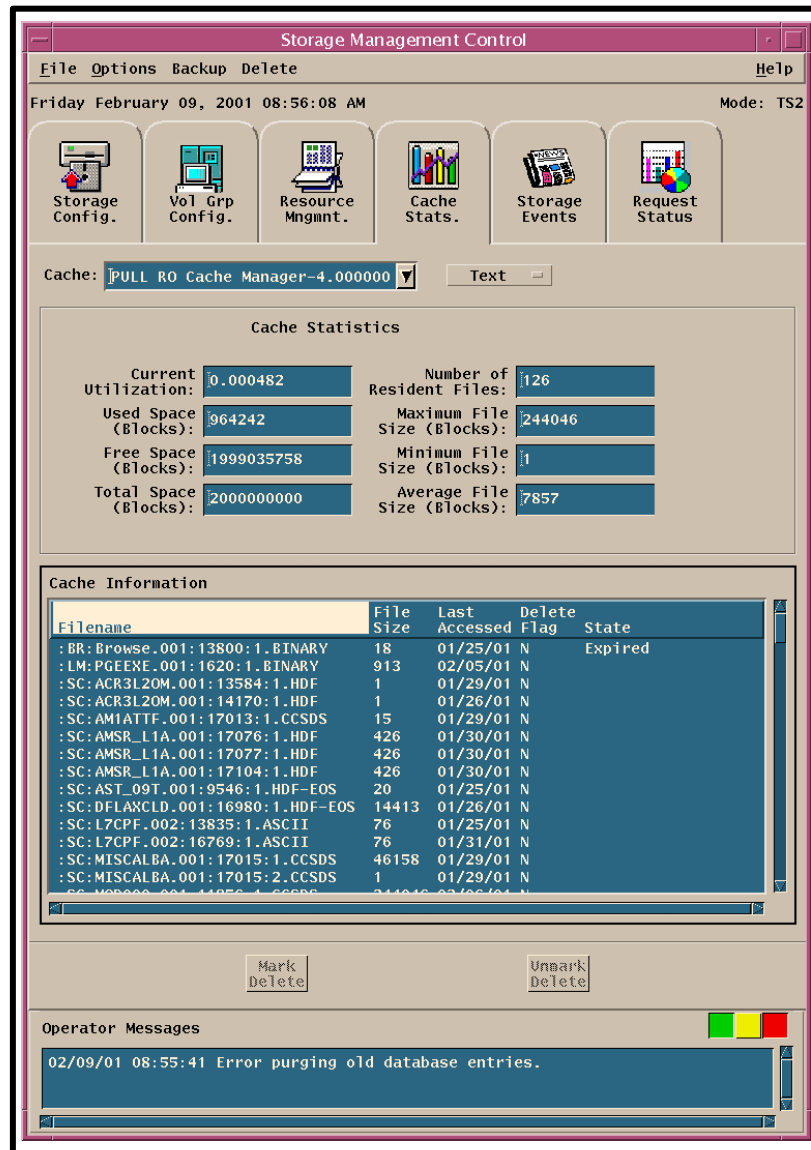 Storage Management Control
File Options Backup Delete Help
Friday February 09, 2001 08:56:08 AM Mode: TS2
NEWS
Storage Config.
Vol Grp Config.
Resource Mngmnt.
Cache Stats.
Storage Events
Request Status
Cache: PULL RO Cache Manager-4.000000 Text
Cache Statistics
Current Utilization: 0.000482 Number of Resident Files: 126
Used Space (Blocks): 964242 Maximum File Size (Blocks): 244046
Free Space (Blocks): 1999035758 Minimum File Size (Blocks): 1
Total Space (Blocks): 2000000000 Average File Size (Blocks): 7857
Cache Information
Filename File Size Last Accessed Delete Flag State
:BR:Browse.001:13800:1.BINARY 18 01/25/01 N Expired
:LM:PGEEXE.001:1620:1.BINARY 913 02/05/01 N
:SC:ACR3L2OM.001:13584:1.HDF 1 01/29/01 N
:SC:ACR3L2OM.001:14170:1.HDF 1 01/26/01 N
:SC:AM1ATTF.001:17013:1.CCSDS 15 01/29/01 N
:SC:AMSR_L1A.001:17076:1.HDF 426 01/30/01 N
:SC:AMSR_L1A.001:17077:1.HDF 426 01/30/01 N
:SC:AMSR_L1A.001:17104:1.HDF 426 01/30/01 N
:SC:AST_09T.001:9546:1.HDF-EOS 20 01/25/01 N
:SC:DFLAXCLD.001:16980:1.HDF-EOS 14413 01/26/01 N
:SC:L7CPF.002:13835:1.ASCII 76 01/25/01 N
:SC:L7CPF.002:16769:1.ASCII 76 01/31/01 N
:SC:MISCALBA.001:17015:1.CCSDS 46158 01/29/01 N
:SC:MISCALBA.001:17015:2.CCSDS 1 01/29/01 N
Mark Delete
Unmark Delete
Operator Messages
02/09/01 08:55:41 Error purging old database entries.